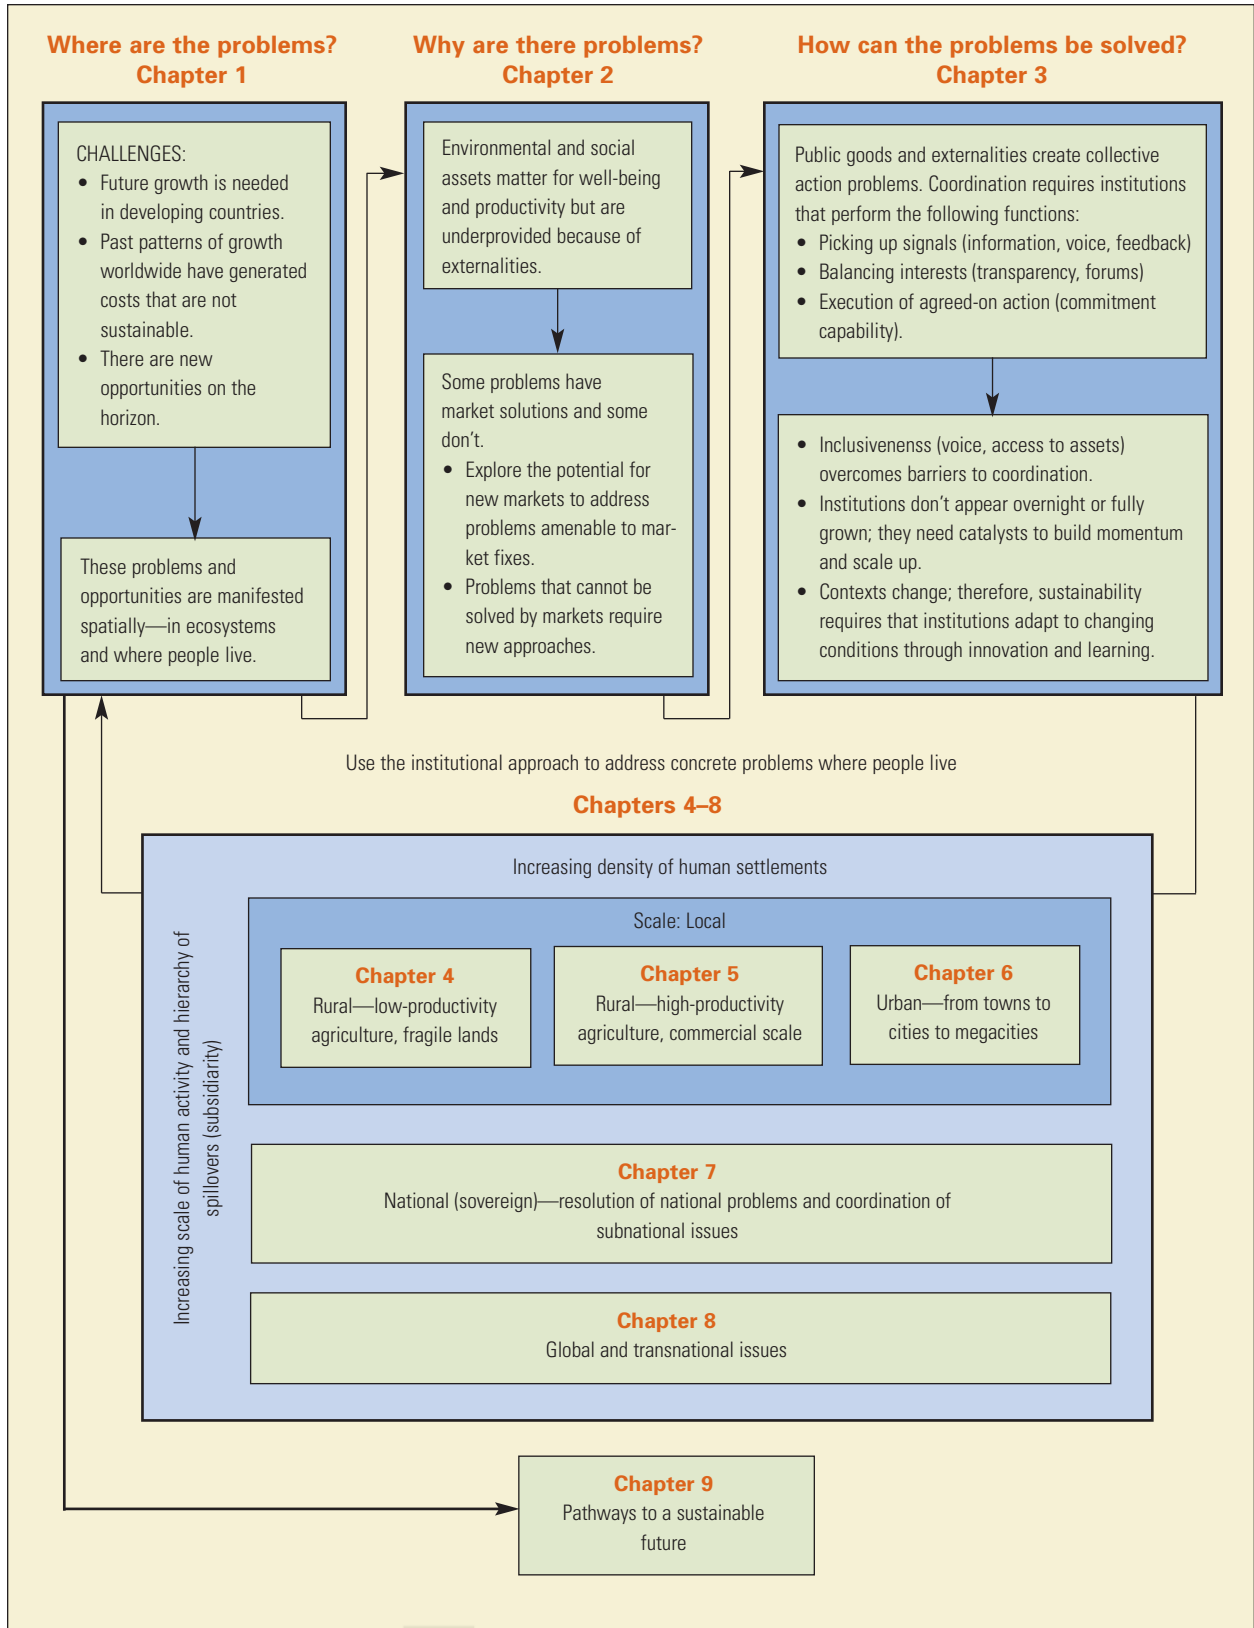 Where are the problems?
Chapter 1
CHALLENGES:
• Future growth is needed
in developing countries.
• Past patterns of growth
worldwide have generated
costs that are not
sustainable.
• There are new
opportunities on the
horizon.
These problems and
opportunities are manifested
spatially—in ecosystems
and where people live.
Why are there problems?
Chapter 2
Environmental and social
assets matter for well-being
and productivity but are
underprovided because of
externalities.
Some problems have
market solutions and some
don't.
• Explore the potential for
new markets to address
problems amenable to mar-
ket fixes.
• Problems that cannot be
solved by markets require
new approaches.
How can the problems be solved?
Chapter 3
Public goods and externalities create collective
action problems. Coordination requires institutions
that perform the following functions:
• Picking up signals (information, voice, feedback)
• Balancing interests (transparency, forums)
• Execution of agreed-on action (commitment
capability).
• Inclusivenenss (voice, access to assets)
overcomes barriers to coordination.
• Institutions don't appear overnight or fully
grown; they need catalysts to build momentum
and scale up.
• Contexts change; therefore, sustainability
requires that institutions adapt to changing
conditions through innovation and learning.
Use the institutional approach to address concrete problems where people live
Chapters 4–8
Increasing density of human settlements
Increasing scale of human activity and hierarchy of
spillovers (subsidiarity)
Scale: Local
Chapter 4
Rural—low-productivity
agriculture, fragile lands
Chapter 5
Rural—high-productivity
agriculture, commercial scale
Chapter 6
Urban—from towns to
cities to megacities
Chapter 7
National (sovereign)—resolution of national problems and coordination of
subnational issues
Chapter 8
Global and transnational issues
Chapter 9
Pathways to a sustainable
future